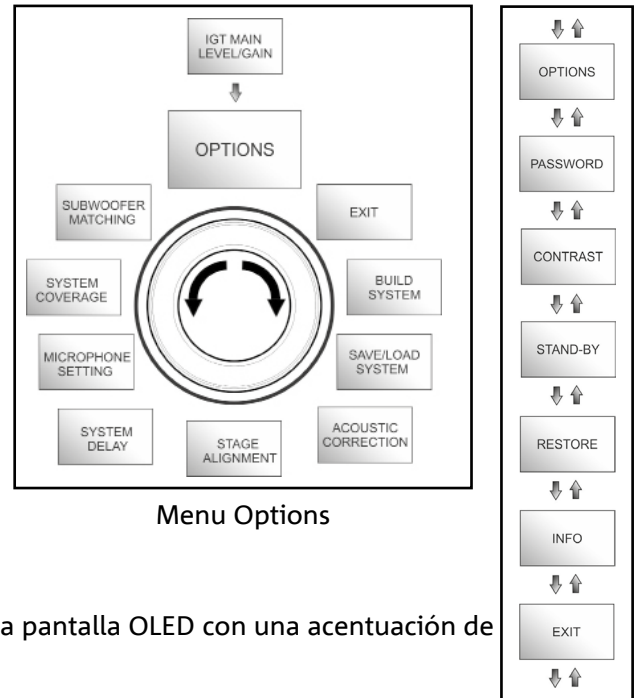 IGT MAIN
LEVEL/GAIN
OPTIONS
SUBWOOFER
MATCHING
EXIT
SYSTEM
COVERAGE
BUILD
SYSTEM
MICROPHONE
SETTING
SAVE/LOAD
SYSTEM
SYSTEM
DELAY
STAGE
ALIGNMENT
ACOUSTIC
CORRECTION
Menu Options
OPTIONS
PASSWORD
CONTRAST
STAND-BY
RESTORE
INFO
EXIT
a pantalla OLED con una acentuación de